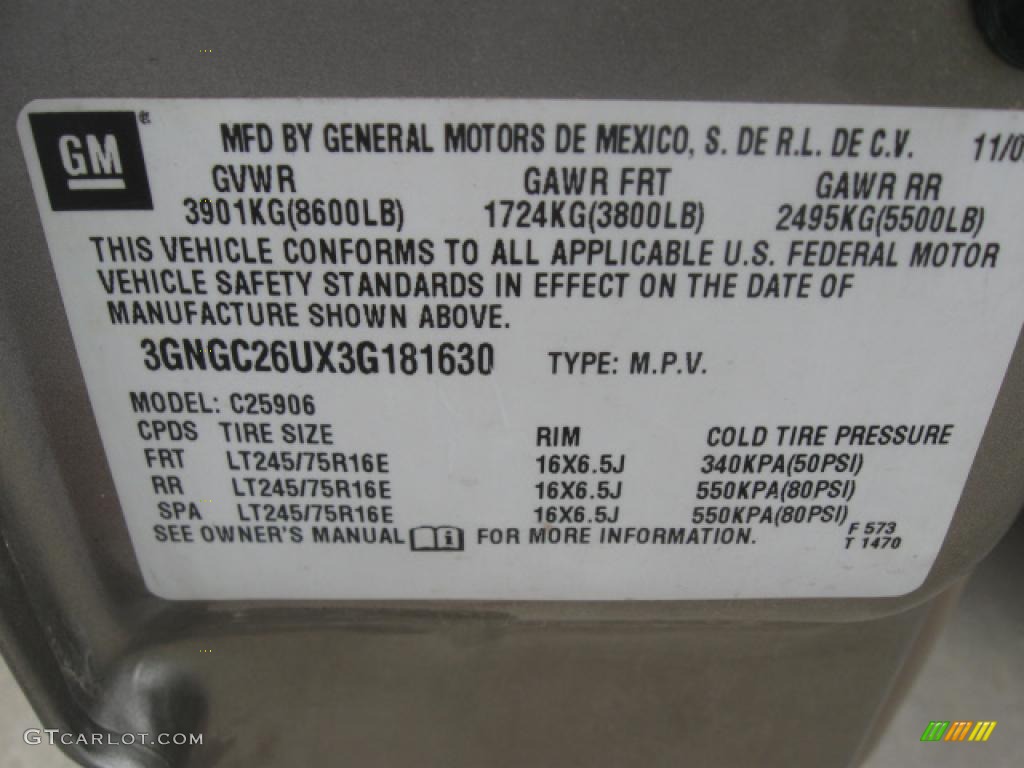 GM
MFD BY GENERAL MOTORS DE MEXICO, S. DE R.L. DE C.V. 11/0
GVWR GAWR FRT GAWR RR
3901KG(8600LB) 1724KG(3800LB) 2495KG(5500LB)
THIS VEHICLE CONFORMS TO ALL APPLICABLE U.S. FEDERAL MOTOR
VEHICLE SAFETY STANDARDS IN EFFECT ON THE DATE OF
MANUFACTURE SHOWN ABOVE.
3GNGC26UX3G181630 TYPE: M.P.V.
MODEL: C25906
CPDS TIRE SIZE RIM COLD TIRE PRESSURE
FRT LT245/75R16E 16X6.5J 340KPA(50PSI)
RR LT245/75R16E 16X6.5J 550KPA(80PSI)
SPA LT245/75R16E 16X6.5J 550KPA(80PSI)
SEE OWNER'S MANUAL i FOR MORE INFORMATION.
F 573
T 1470
GTCARLOT.COM